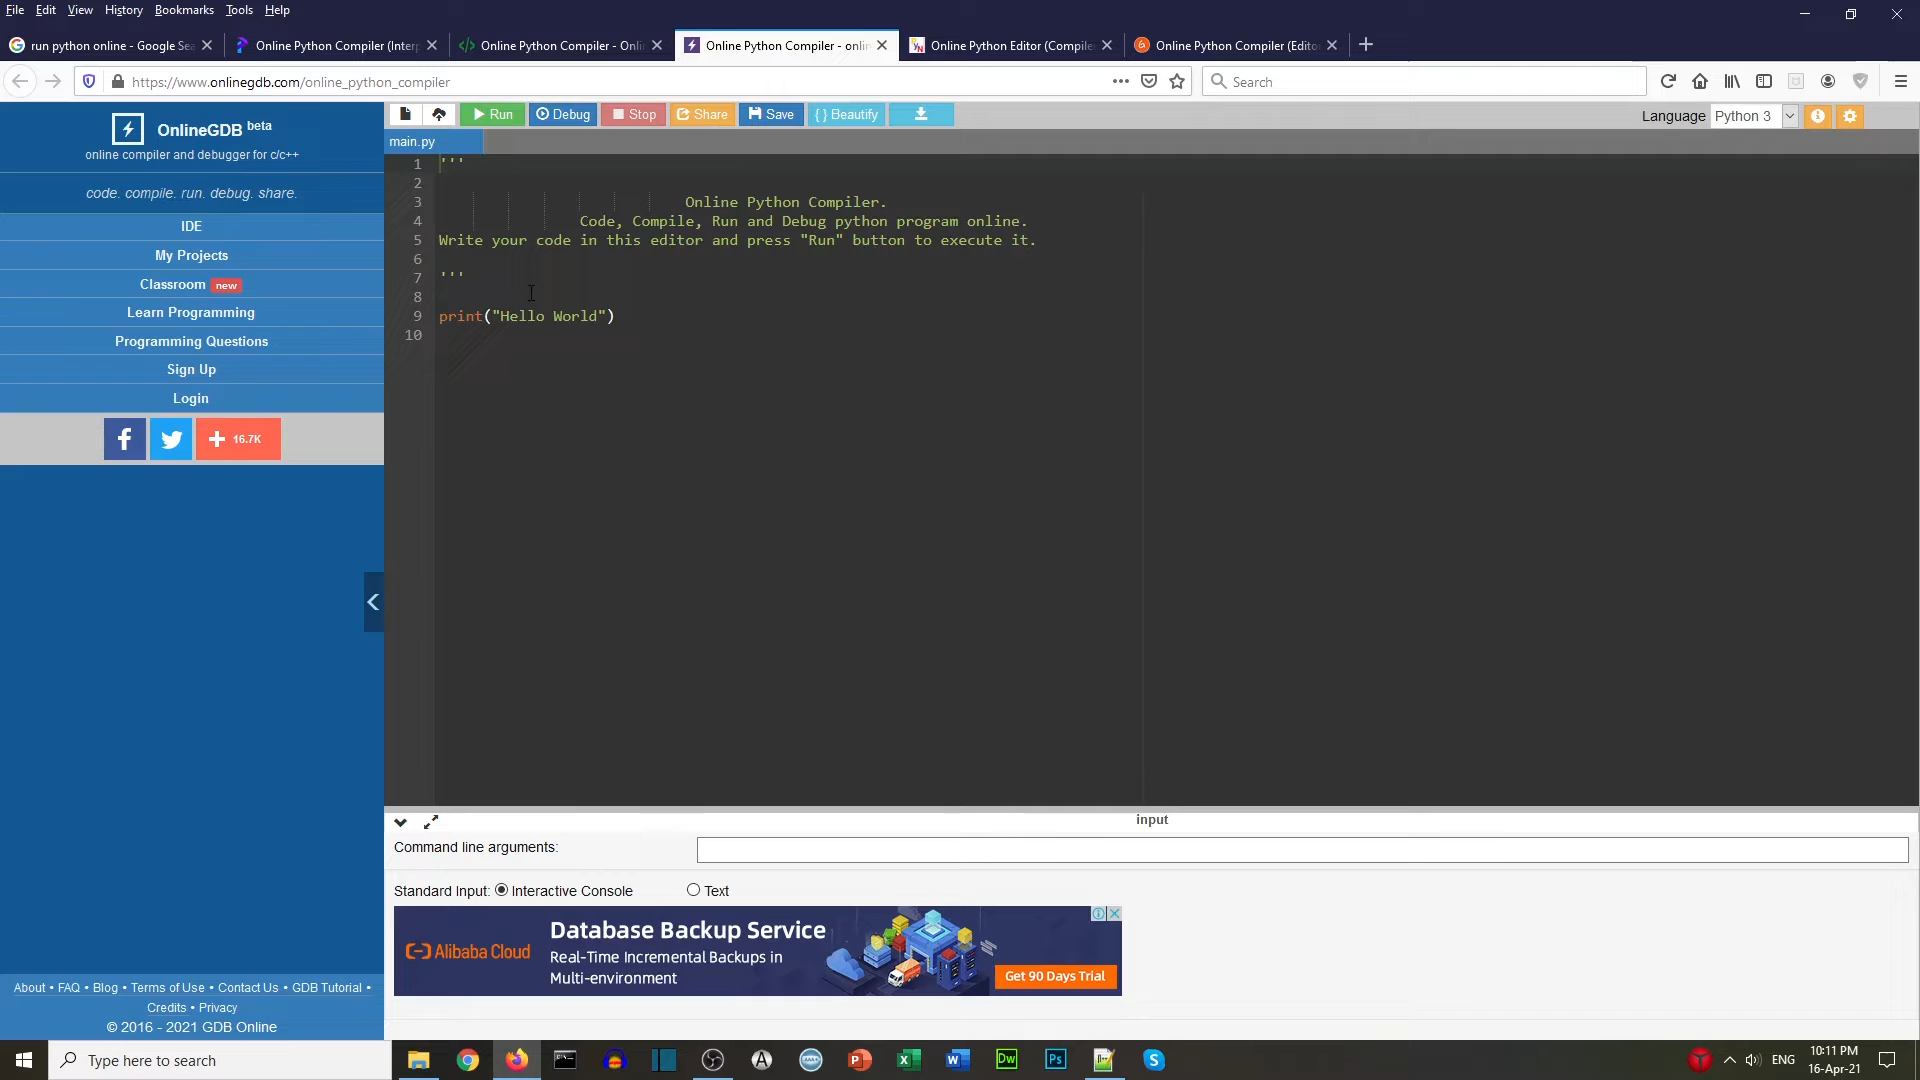 File Edit View History Bookmarks Tools Help
run python online - Google Sea
Online Python Compiler (Interp
Online Python Compiler - Onli
Online Python Compiler - onlin
Online Python Editor (Compile
Online Python Compiler (Edito
https://www.onlinegdb.com/online_python_compiler
Search
OnlineGDB beta
online compiler and debugger for c/c++
code. compile. run. debug. share.
IDE
My Projects
Classroom new
Learn Programming
Programming Questions
Sign Up
Login
f
16.7K
About • FAQ • Blog • Terms of Use • Contact Us • GDB Tutorial •
Credits • Privacy
© 2016 - 2021 GDB Online
Run Debug Stop Share Save { } Beautify
Language Python 3
main.py
1 '''
2
3 Online Python Compiler.
4 Code, Compile, Run and Debug python program online.
5 Write your code in this editor and press "Run" button to execute it.
6
7 '''
8
9 print("Hello World")
10
input
Command line arguments:
Standard Input: Interactive Console Text
Alibaba Cloud
Database Backup Service
Real-Time Incremental Backups in
Multi-environment
Get 90 Days Trial
Type here to search
Dw
Ps
ENG
10:11 PM
16-Apr-21